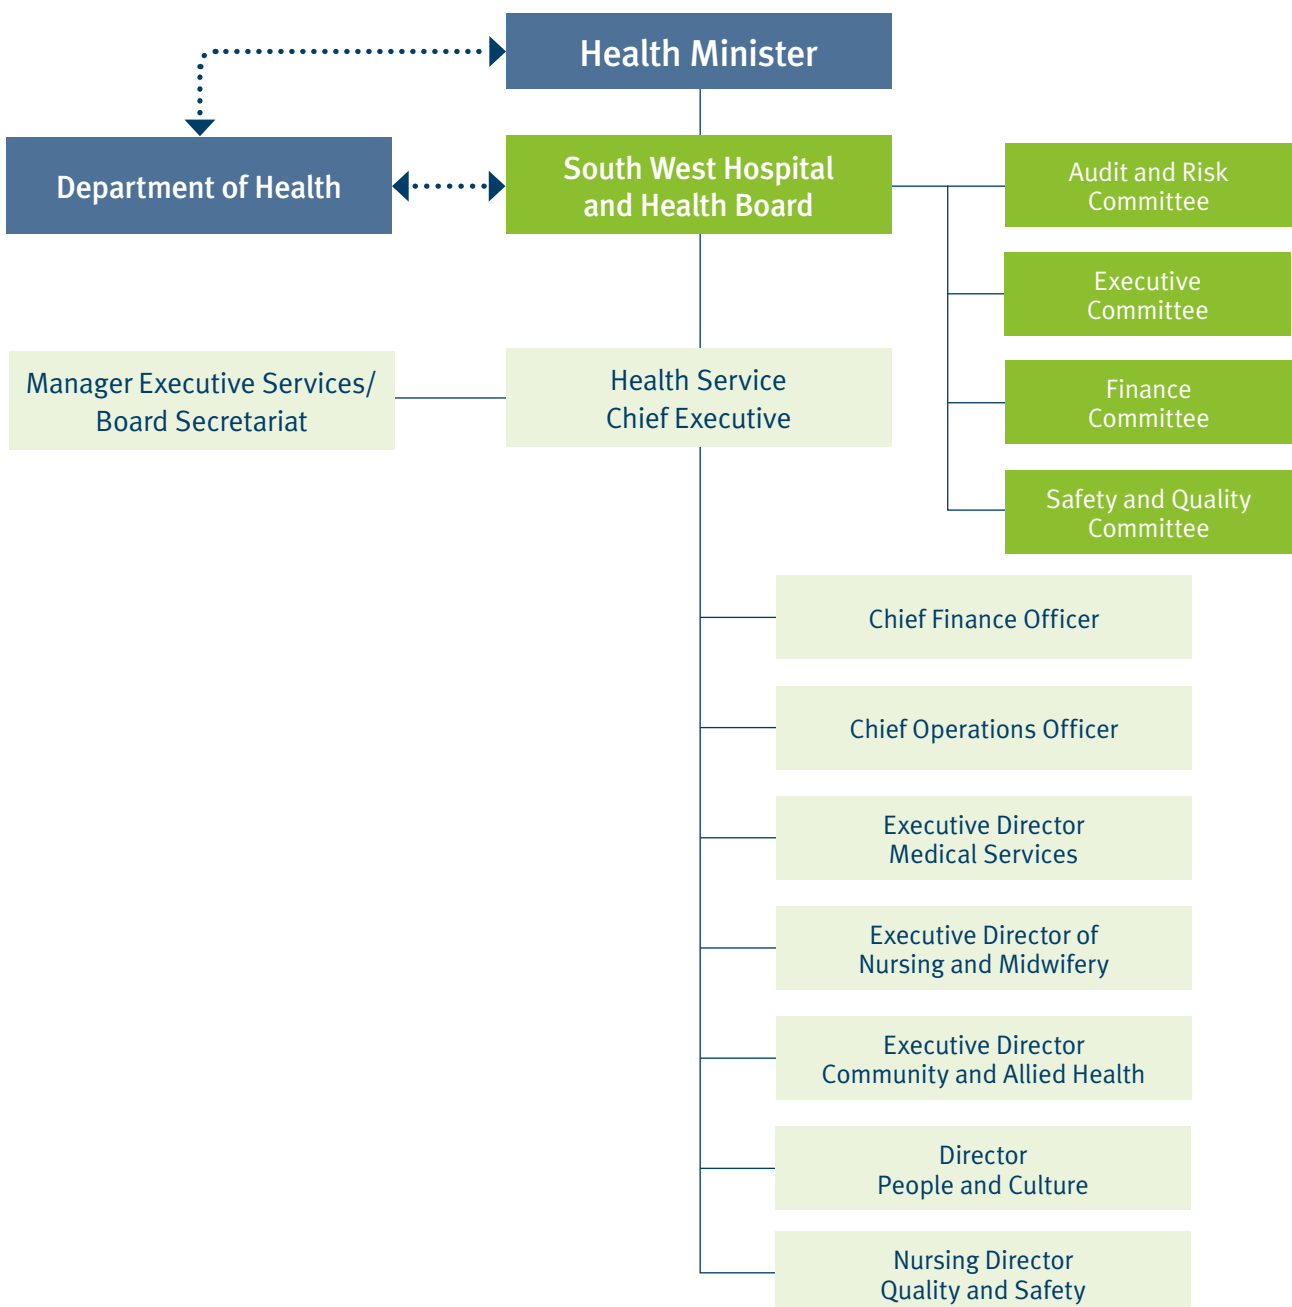 Health Minister
Department of Health
South West Hospital
and Health Board
Audit and Risk
Committee
Executive
Committee
Finance
Committee
Safety and Quality
Committee
Manager Executive Services/
Board Secretariat
Health Service
Chief Executive
Chief Finance Officer
Chief Operations Officer
Executive Director
Medical Services
Executive Director of
Nursing and Midwifery
Executive Director
Community and Allied Health
Director
People and Culture
Nursing Director
Quality and Safety